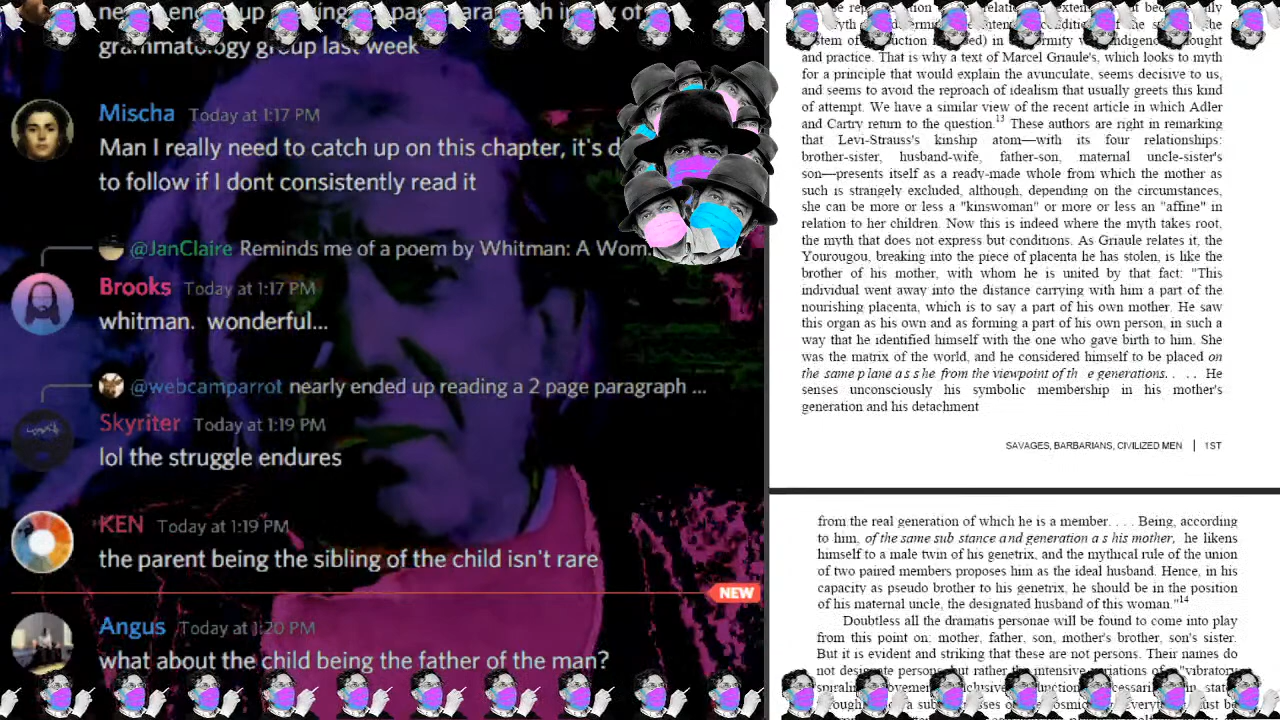 grammatology group last week
Mischa Today at 1:17 PM
Man I really need to catch up on this chapter, it's d
to follow if I dont consistently read it
@JanClaire Reminds me of a poem by Whitman: A Wom
Brooks Today at 1:17 PM
whitman. wonderful...
@webcamparrot nearly ended up reading a 2 page paragraph ...
Skyriter Today at 1:19 PM
lol the struggle endures
KEN Today at 1:19 PM
the parent being the sibling of the child isn't rare
NEW
Angus Today at 1:20 PM
what about the child being the father of the man?
and practice. That is why a text of Marcel Griaule's, which looks to myth
for a principle that would explain the avunculate, seems decisive to us,
and seems to avoid the reproach of idealism that usually greets this kind
of attempt. We have a similar view of the recent article in which Adler
and Cartry return to the question.13 These authors are right in remarking
that Levi-Strauss's kinship atom—with its four relationships:
brother-sister, husband-wife, father-son, maternal uncle-sister's
son—presents itself as a ready-made whole from which the mother as
such is strangely excluded, although, depending on the circumstances,
she can be more or less a "kinswoman" or more or less an "affine" in
relation to her children. Now this is indeed where the myth takes root,
the myth that does not express but conditions. As Griaule relates it, the
Yourougou, breaking into the piece of placenta he has stolen, is like the
brother of his mother, with whom he is united by that fact: "This
individual went away into the distance carrying with him a part of the
nourishing placenta, which is to say a part of his own mother. He saw
this organ as his own and as forming a part of his own person, in such a
way that he identified himself with the one who gave birth to him. She
was the matrix of the world, and he considered himself to be placed on
the same p lane a s s he from the viewpoint of th e generations. . . . He
senses unconsciously his symbolic membership in his mother's
generation and his detachment
SAVAGES, BARBARIANS, CIVILIZED MEN | 1ST
from the real generation of which he is a member. . . . Being, according
to him, of the same sub stance and generation a s his mother, he likens
himself to a male twin of his genetrix, and the mythical rule of the union
of two paired members proposes him as the ideal husband. Hence, in his
capacity as pseudo brother to his genetrix, he should be in the position
of his maternal uncle, the designated husband of this woman."14
Doubtless all the dramatis personae will be found to come into play
from this point on: mother, father, son, mother's brother, son's sister.
But it is evident and striking that these are not persons. Their names do
not designate persons but rather the intensive variations of a "vibratory